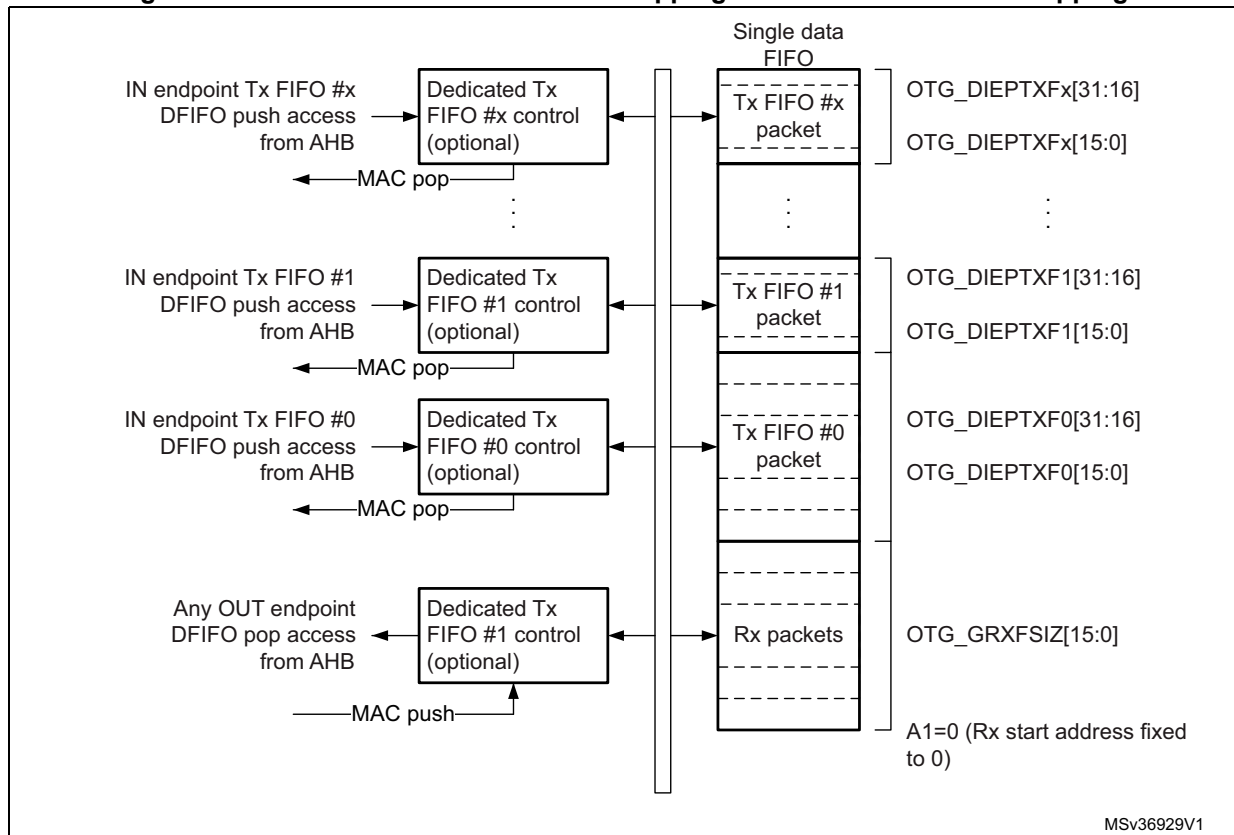 Single data
FIFO
IN endpoint Tx FIFO #x
DFIFO push access
from AHB
Dedicated Tx
FIFO #x control
(optional)
Tx FIFO #x
packet
OTG_DIEPTXFx[31:16]
OTG_DIEPTXFx[15:0]
MAC pop
IN endpoint Tx FIFO #1
DFIFO push access
from AHB
Dedicated Tx
FIFO #1 control
(optional)
Tx FIFO #1
packet
OTG_DIEPTXF1[31:16]
OTG_DIEPTXF1[15:0]
MAC pop
IN endpoint Tx FIFO #0
DFIFO push access
from AHB
Dedicated Tx
FIFO #0 control
(optional)
Tx FIFO #0
packet
OTG_DIEPTXF0[31:16]
OTG_DIEPTXF0[15:0]
MAC pop
Any OUT endpoint
DFIFO pop access
from AHB
Dedicated Tx
FIFO #1 control
(optional)
Rx packets
OTG_GRXFSIZ[15:0]
MAC push
A1=0 (Rx start address fixed
to 0)
MSv36929V1